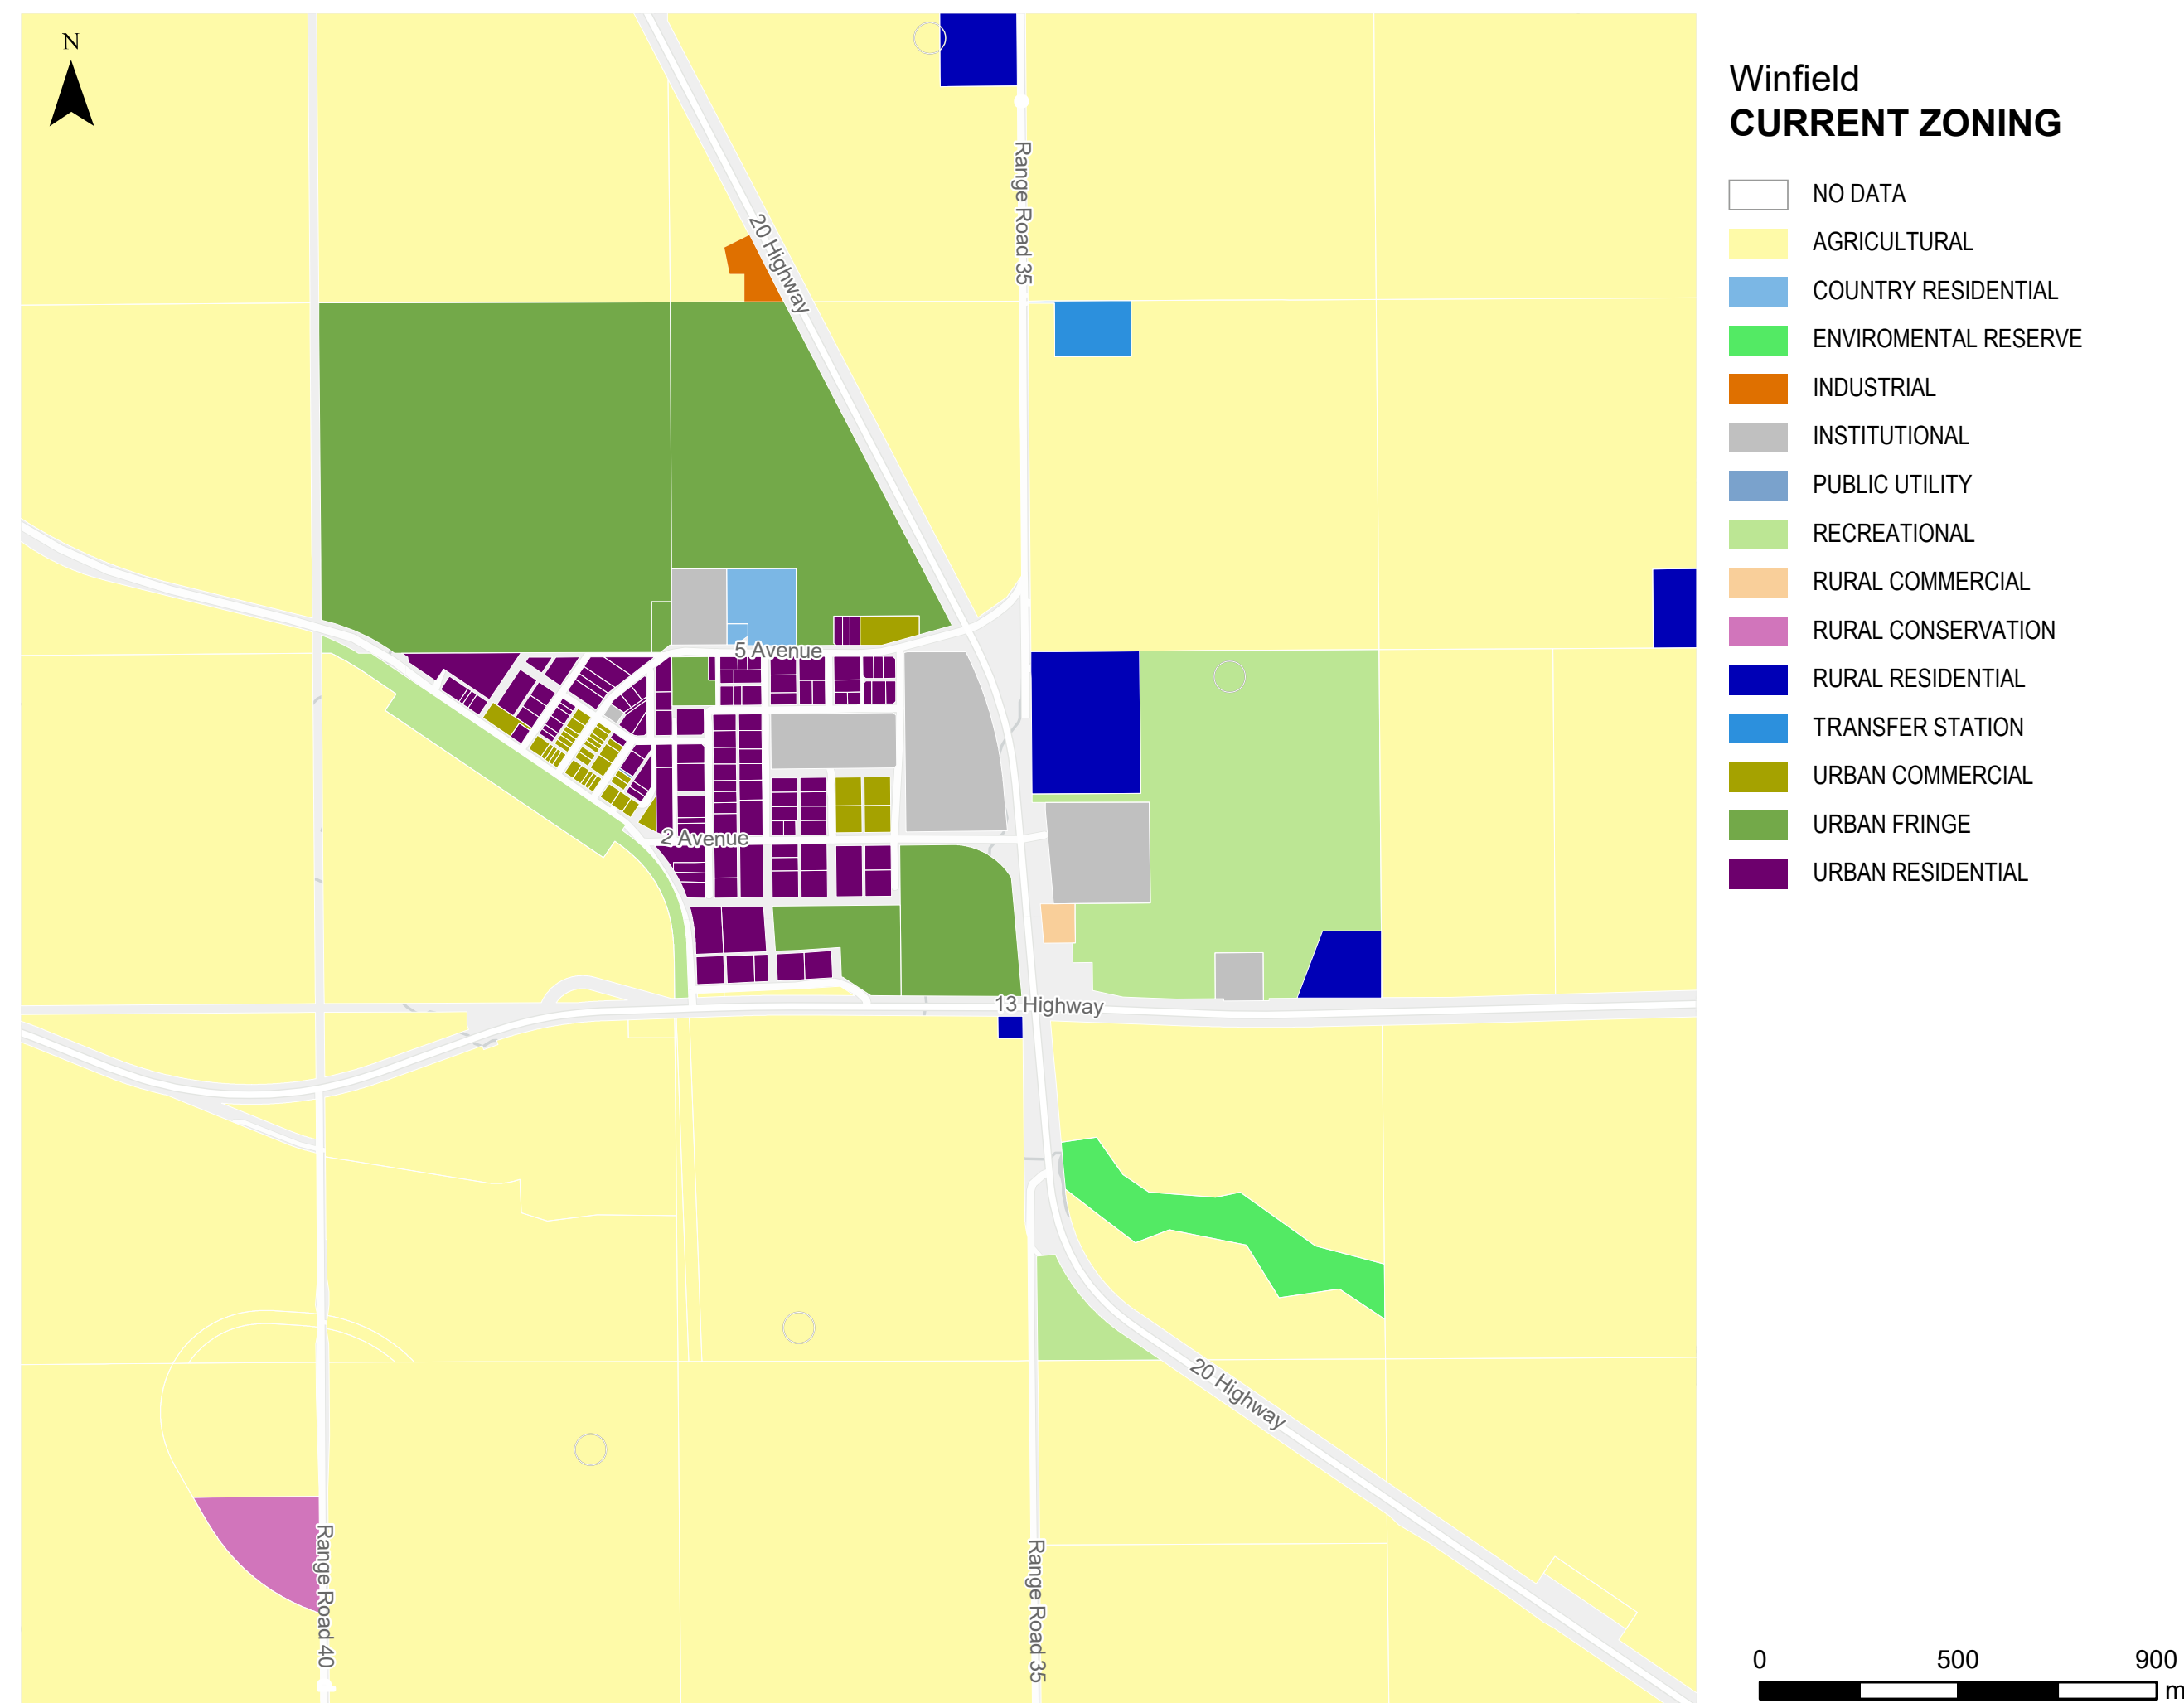 N
Winfield
CURRENT ZONING
NO DATA
AGRICULTURAL
COUNTRY RESIDENTIAL
ENVIROMENTAL RESERVE
INDUSTRIAL
INSTITUTIONAL
PUBLIC UTILITY
RECREATIONAL
RURAL COMMERCIAL
RURAL CONSERVATION
RURAL RESIDENTIAL
TRANSFER STATION
URBAN COMMERCIAL
URBAN FRINGE
URBAN RESIDENTIAL
Range Road 35
20 Highway
5 Avenue
2 Avenue
13 Highway
20 Highway
Range Road 40
Range Road 35
0 500 900
m